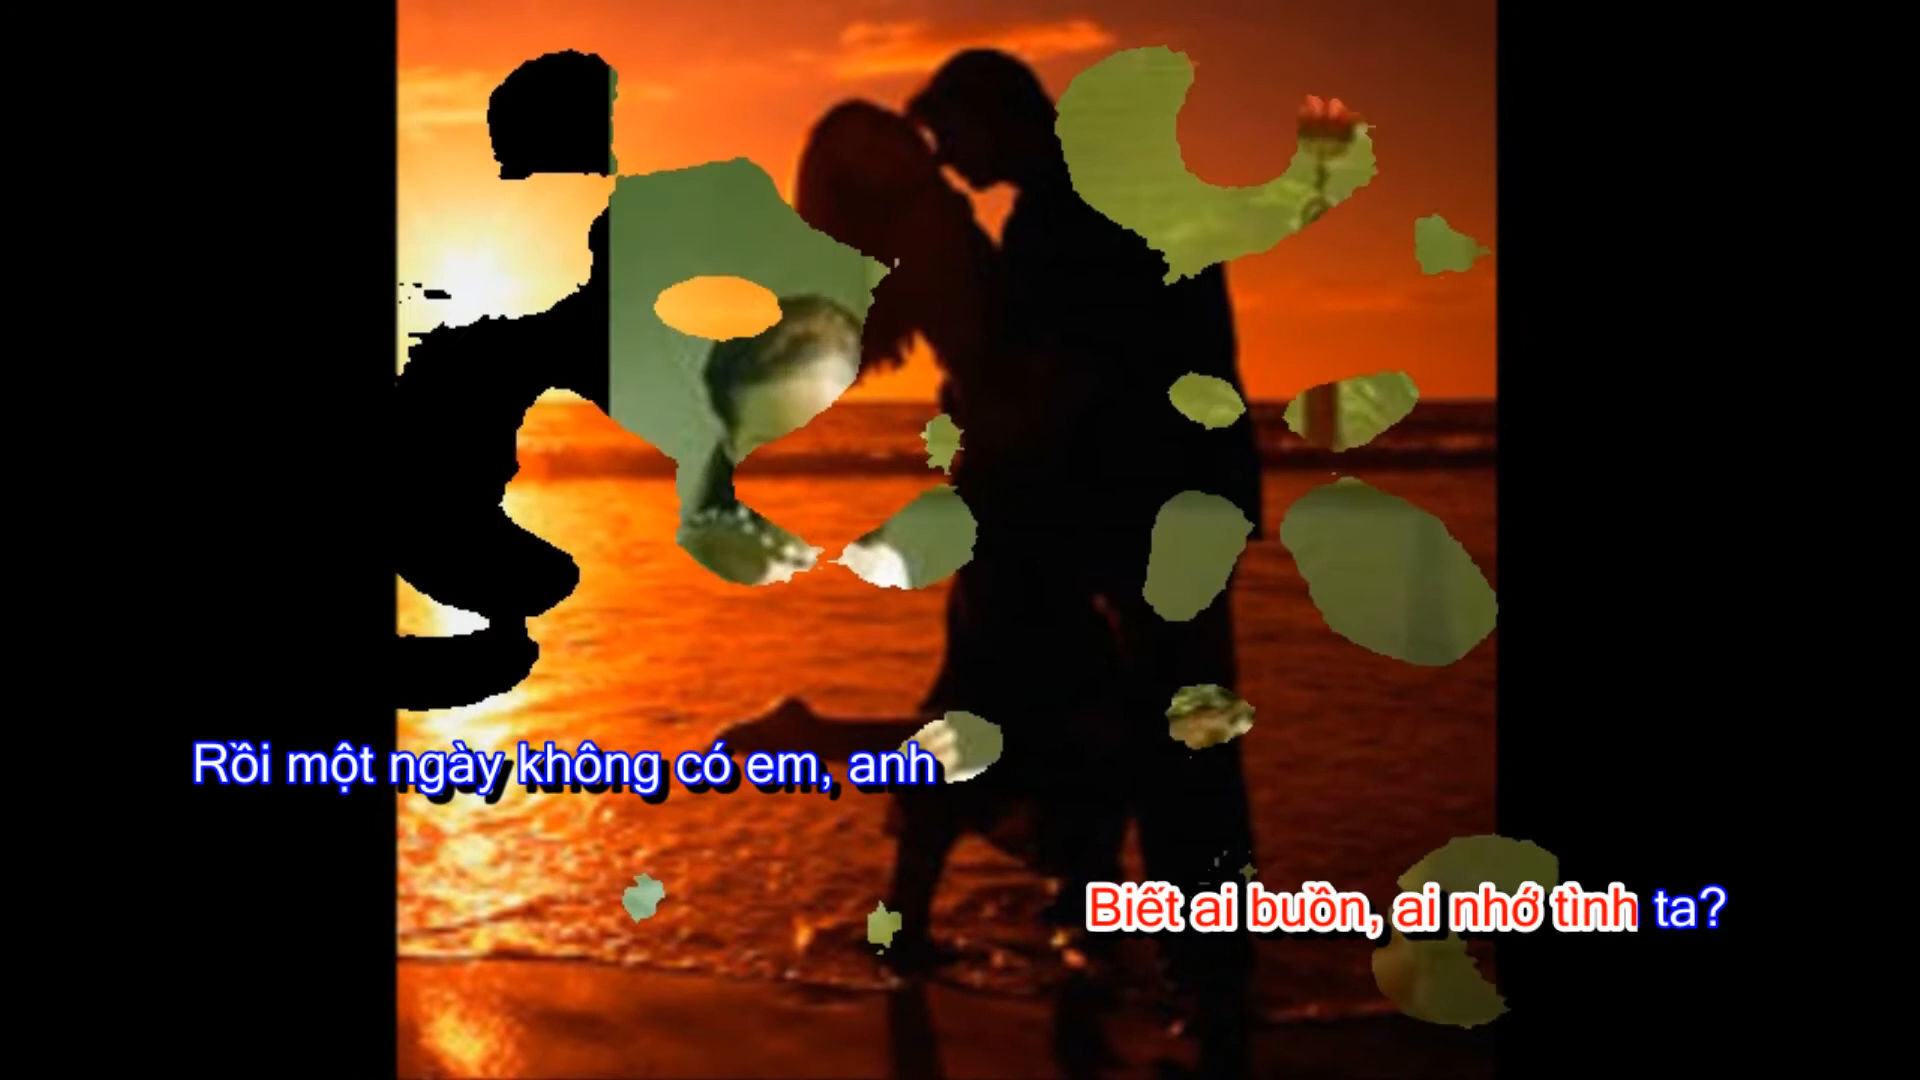 Rồi một ngày không có em, anh
Biết ai buồn, ai nhớ tình ta?